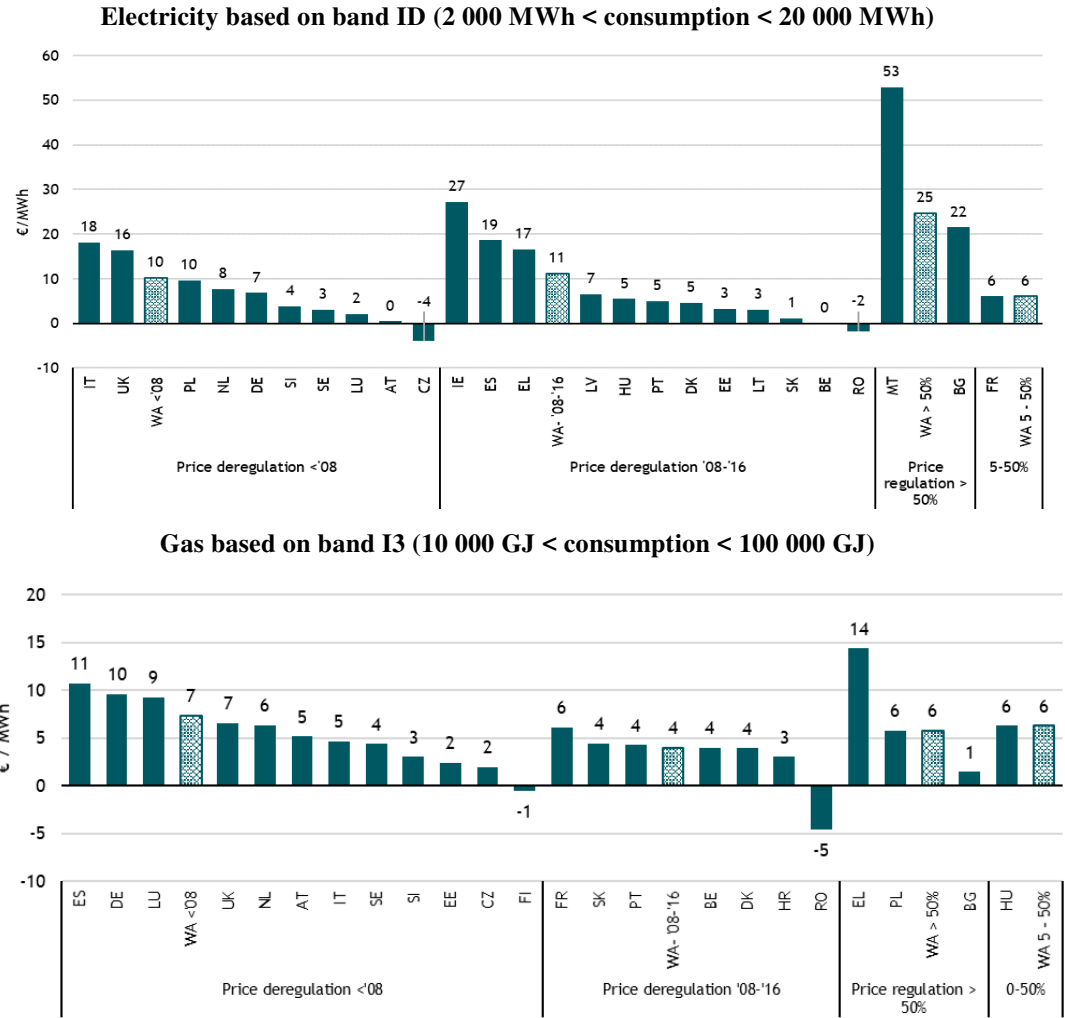 Electricity based on band ID (2 000 MWh < consumption < 20 000 MWh)
60
50
40
30
20
10
0
-10
€/MWh
18
16
10
10
8
7
4
3
2
0
-4
27
19
17
11
7
5
5
5
3
3
1
0
-2
53
25
22
6
6
IT
UK
WA <'08
PL
NL
DE
SI
SE
LU
AT
CZ
IE
ES
EL
WA- '08-'16
LV
HU
PT
DK
EE
LT
SK
BE
RO
MT
WA > 50%
BG
FR
WA 5 - 50%
Price deregulation <'08
Price deregulation '08-'16
Price
regulation >
50%
5-50%
Gas based on band I3 (10 000 GJ < consumption < 100 000 GJ)
20
15
10
5
0
-5
-10
€ / MWh
11
10
9
7
7
6
5
5
4
3
2
2
-1
6
4
4
4
4
4
3
-5
14
6
6
1
6
6
ES
DE
LU
WA <'08
UK
NL
AT
IT
SE
SI
EE
CZ
FI
FR
SK
PT
WA- '08-'16
BE
DK
HR
RO
EL
PL
WA > 50%
BG
HU
WA 5 - 50%
Price deregulation <'08
Price deregulation '08-'16
Price regulation >
50%
0-50%